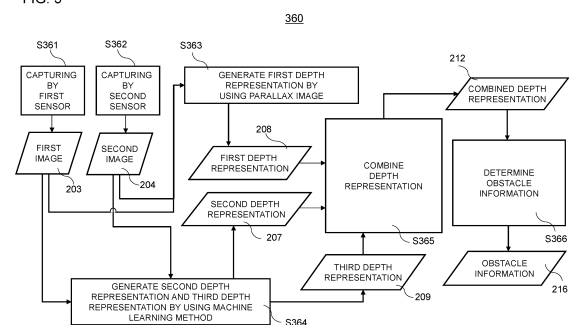 360
S361
S362
S363
CAPTURING
BY
FIRST
SENSOR
CAPTURING
BY
SECOND
SENSOR
GENERATE FIRST DEPTH
REPRESENTATION BY
USING PARALLAX IMAGE
212
COMBINED DEPTH
REPRESENTATION
FIRST
IMAGE
203
SECOND
IMAGE
204
208
FIRST DEPTH
REPRESENTATION
COMBINE
DEPTH
REPRESENTATION
S365
DETERMINE
OBSTACLE
INFORMATION
S366
SECOND DEPTH
REPRESENTATION
207
THIRD DEPTH
REPRESENTATION
209
OBSTACLE
INFORMATION
216
GENERATE SECOND DEPTH
REPRESENTATION AND THIRD DEPTH
REPRESENTATION BY USING MACHINE
LEARNING METHOD
S364